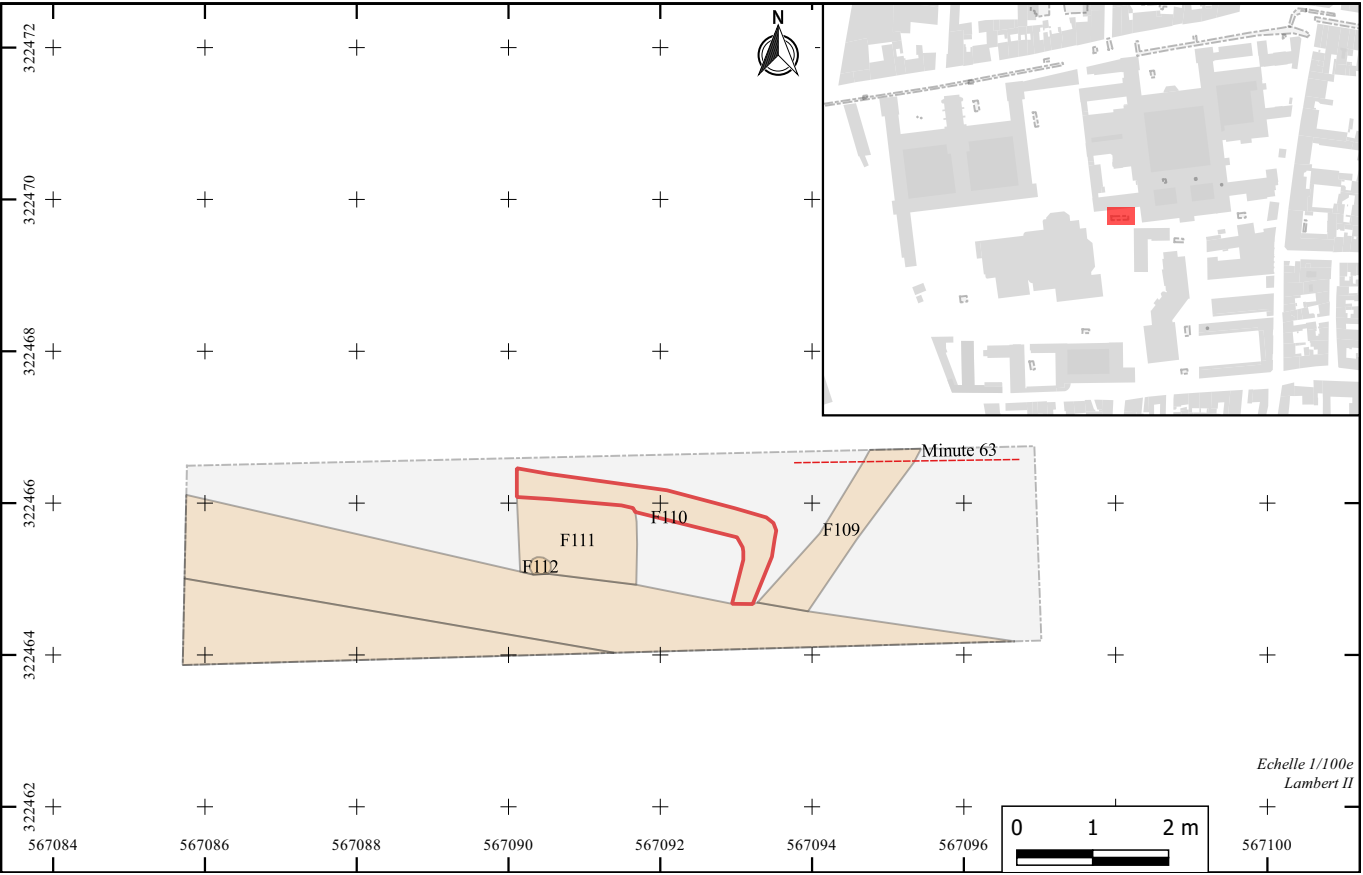 N
322472
322470
322468
322466
322464
322462
Minute 63
F110
F109
F111
F112
Echelle 1/100e
Lambert II
0 1 2 m
567084 567086 567088 567090 567092 567094 567096 567100